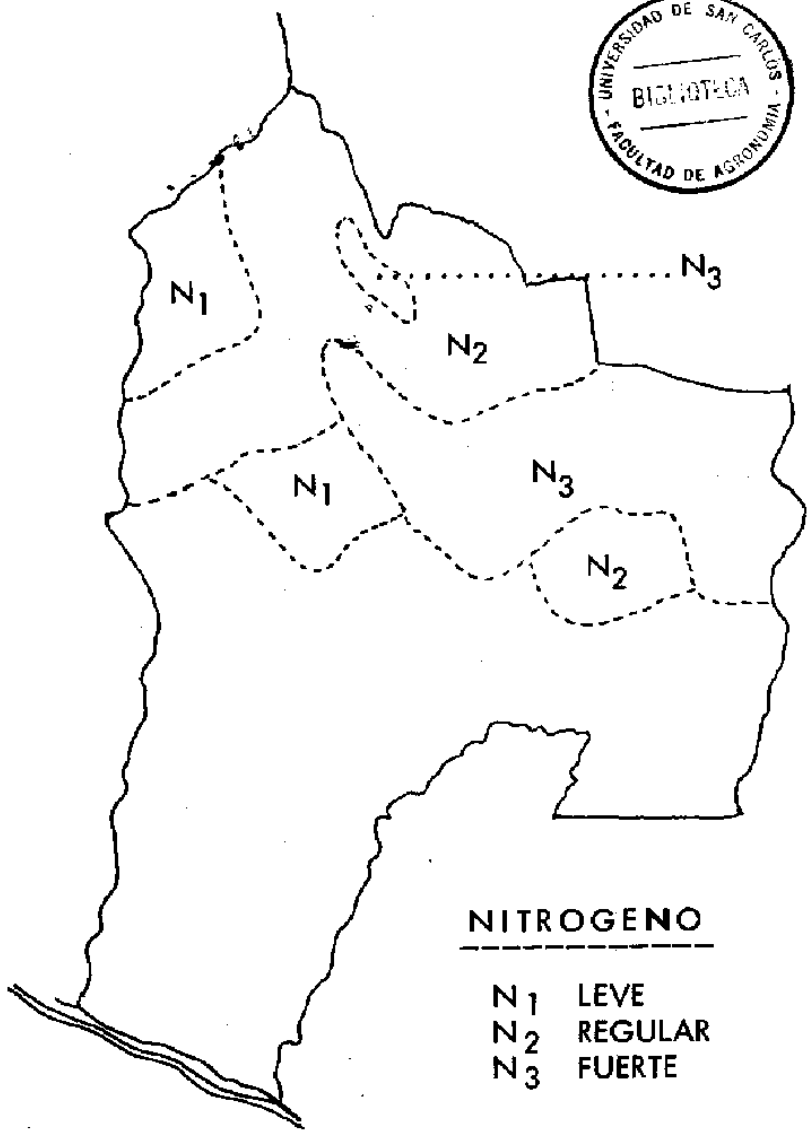 UNIVERSIDAD DE SAN CARLOS
BIBLIOTECA
FACULTAD DE AGRONOMIA
N3
N1
N2
N3
N1
N2
NITROGENO
N1 LEVE
N2 REGULAR
N3 FUERTE